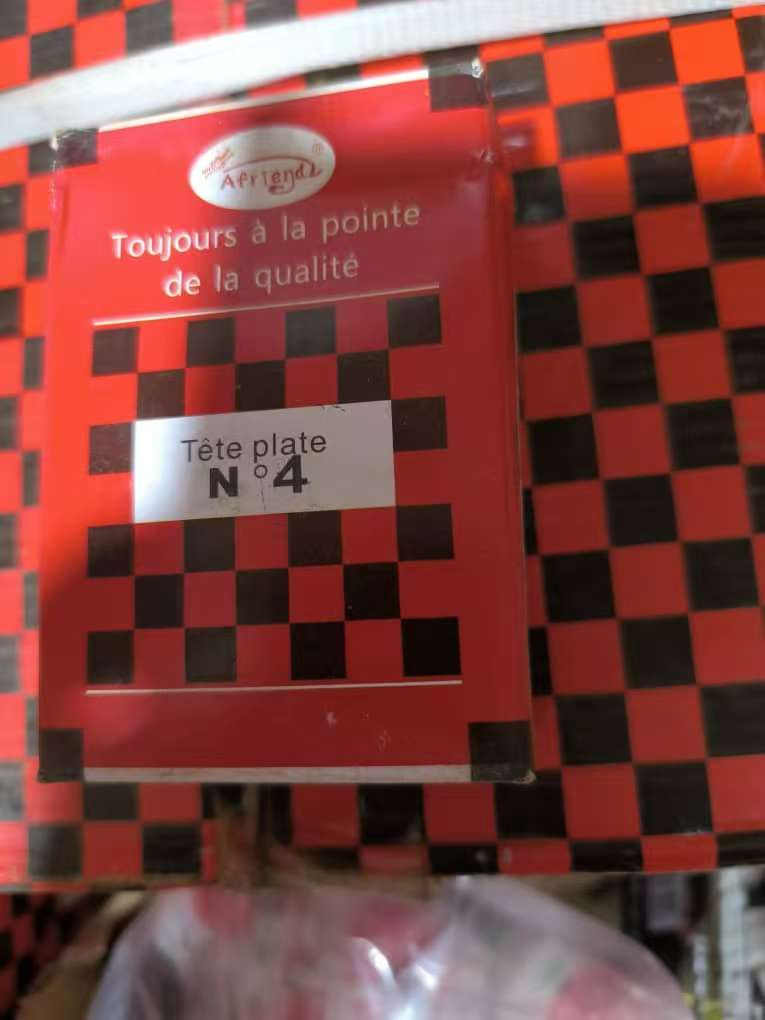 Afriend
®
Toujours à la pointe
de la qualité
Tête plate
N°4